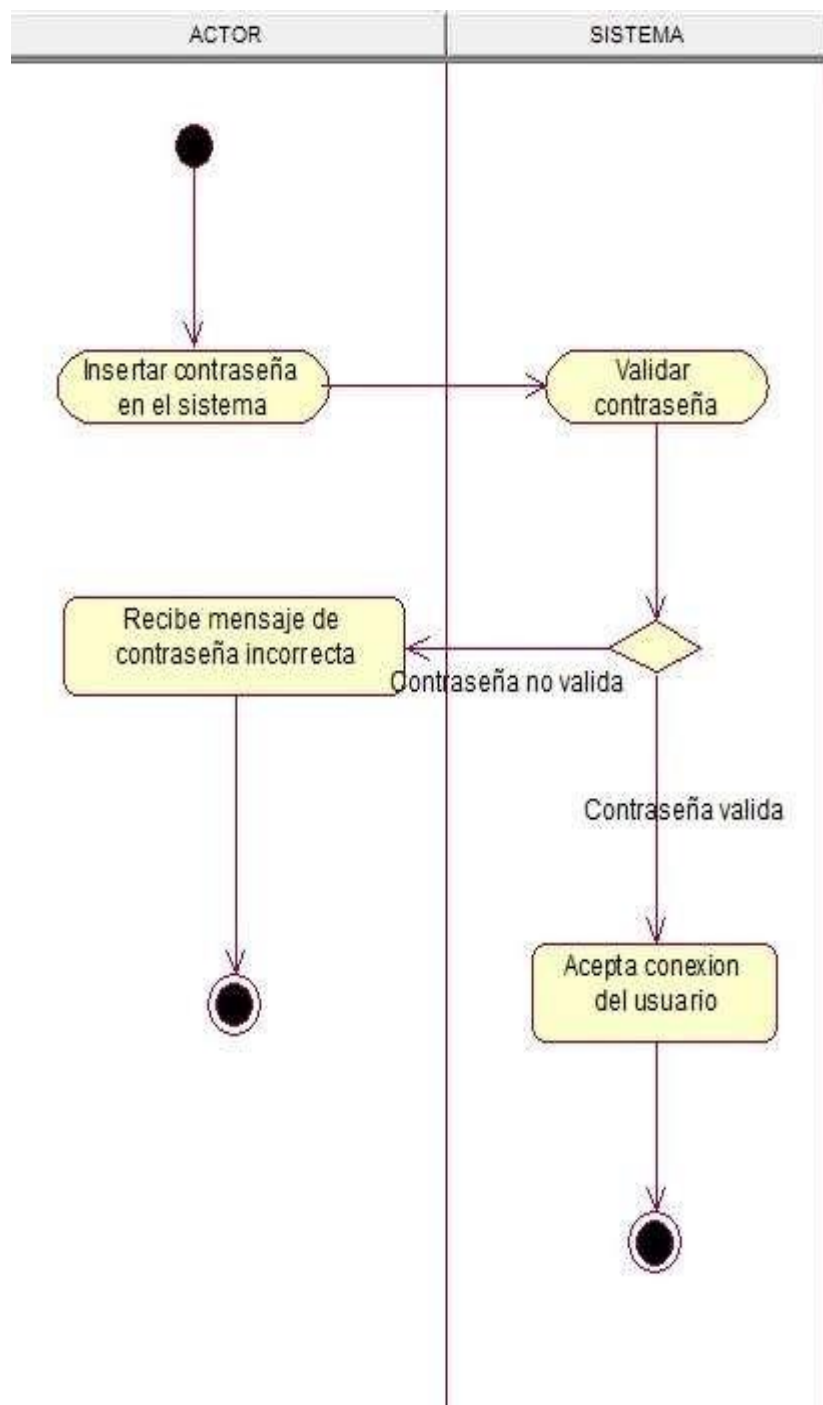 ACTOR
SISTEMA
Insertar contraseña
en el sistema
Validar
contraseña
Recibe mensaje de
contraseña incorrecta
Contraseña no valida
Contraseña valida
Acepta conexion
del usuario